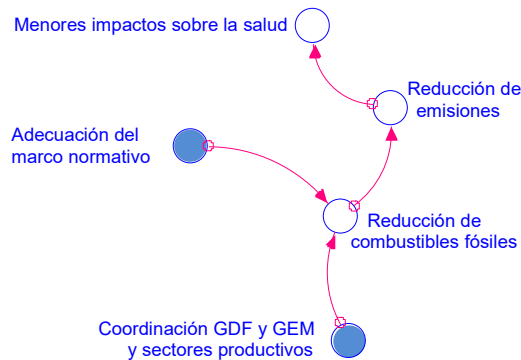 Menores impactos sobre la salud
Reducción de
emisiones
Adecuación del
marco normativo
Reducción de
combustibles fósiles
Coordinación GDF y GEM
y sectores productivos